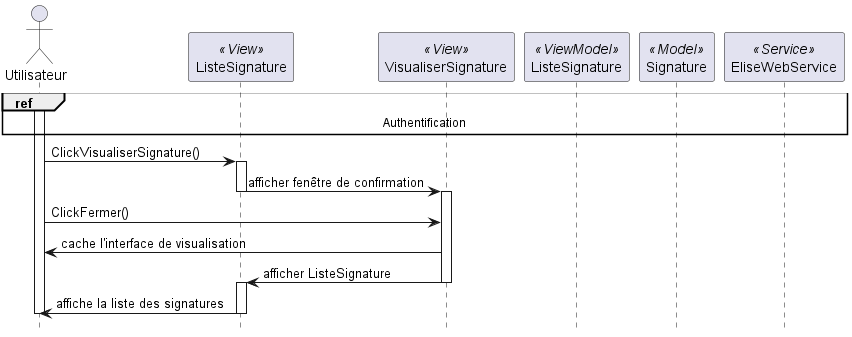 «View»
«View»
«ViewModel»
«Model»
«Service»
Utilisateur
ListeSignature
VisualiserSignature
ListeSignature
Signature
EliseWebService
ref
Authentification
ClickVisualiserSignature()
afficher fenêtre de confirmation
ClickFermer()
cache l'interface de visualisation
afficher ListeSignature
affiche la liste des signatures